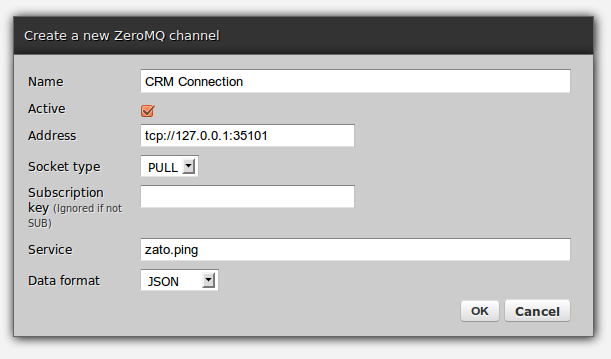 Create a new ZeroMQ channel
Name CRM Connection
Active
Address tcp://127.0.0.1:35101
Socket type PULL
Subscription
key (Ignored if not
SUB)
Service zato.ping
Data format JSON
OK Cancel